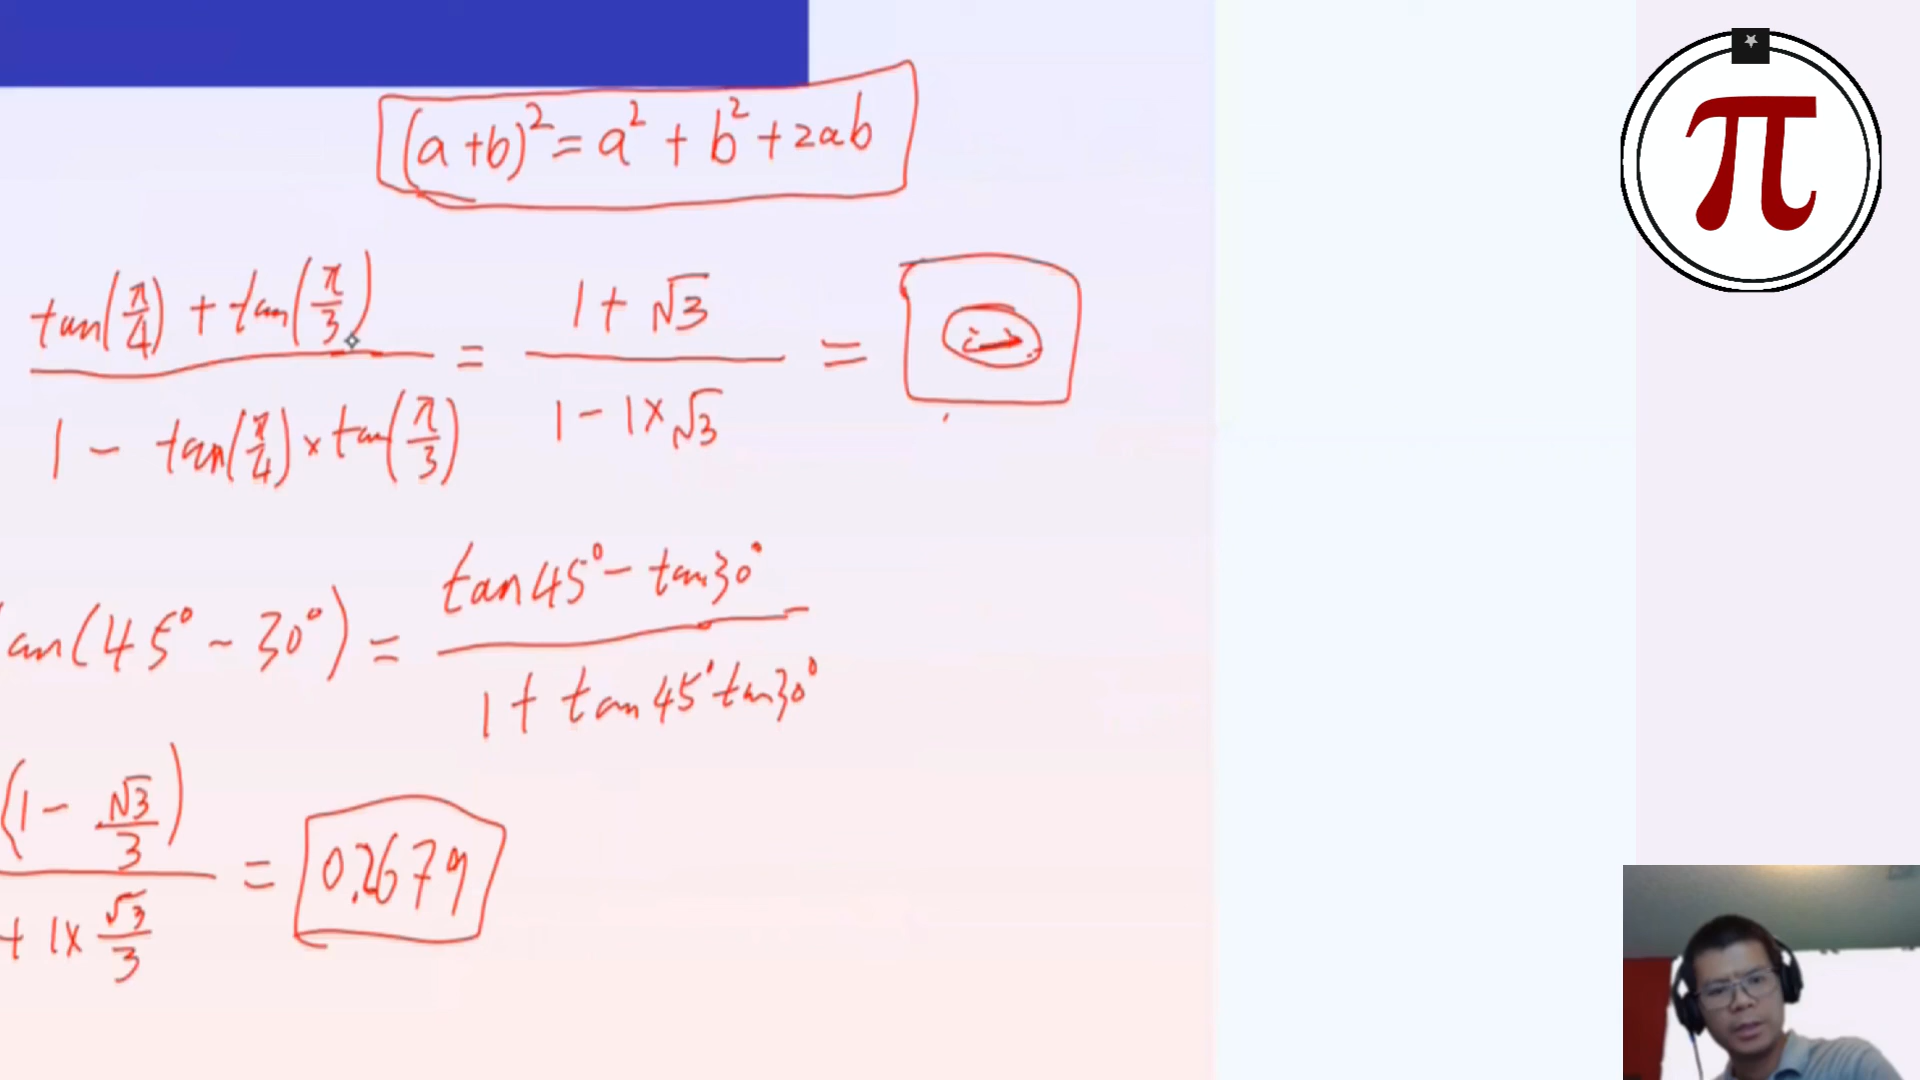 (a+b)² = a² + b² + 2ab
tan(π/4) + tan(π/3) / 1 - tan(π/4) × tan(π/3) = 1 + √3 / 1 - 1×√3 =
an(45° - 30°) = tan45° - tan30° / 1 + tan45° tan30°
(1 - √3/3) / + 1× √3/3 = 0.2679
π